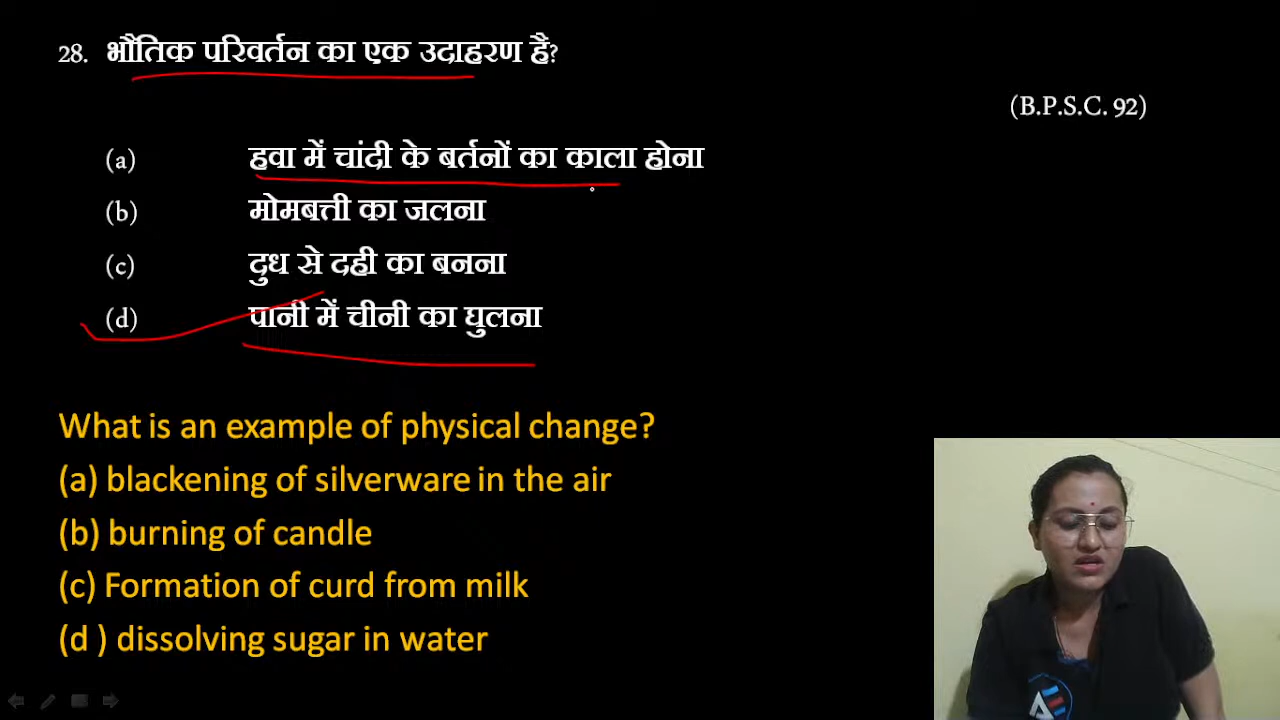 28. भौतिक परिवर्तन का एक उदाहरण है?
(B.P.S.C. 92)
(a) हवा में चांदी के बर्तनों का काला होना
(b) मोमबत्ती का जलना
(c) दुध से दही का बनना
(d) पानी में चीनी का घुलना
What is an example of physical change?
(a) blackening of silverware in the air
(b) burning of candle
(c) Formation of curd from milk
(d ) dissolving sugar in water